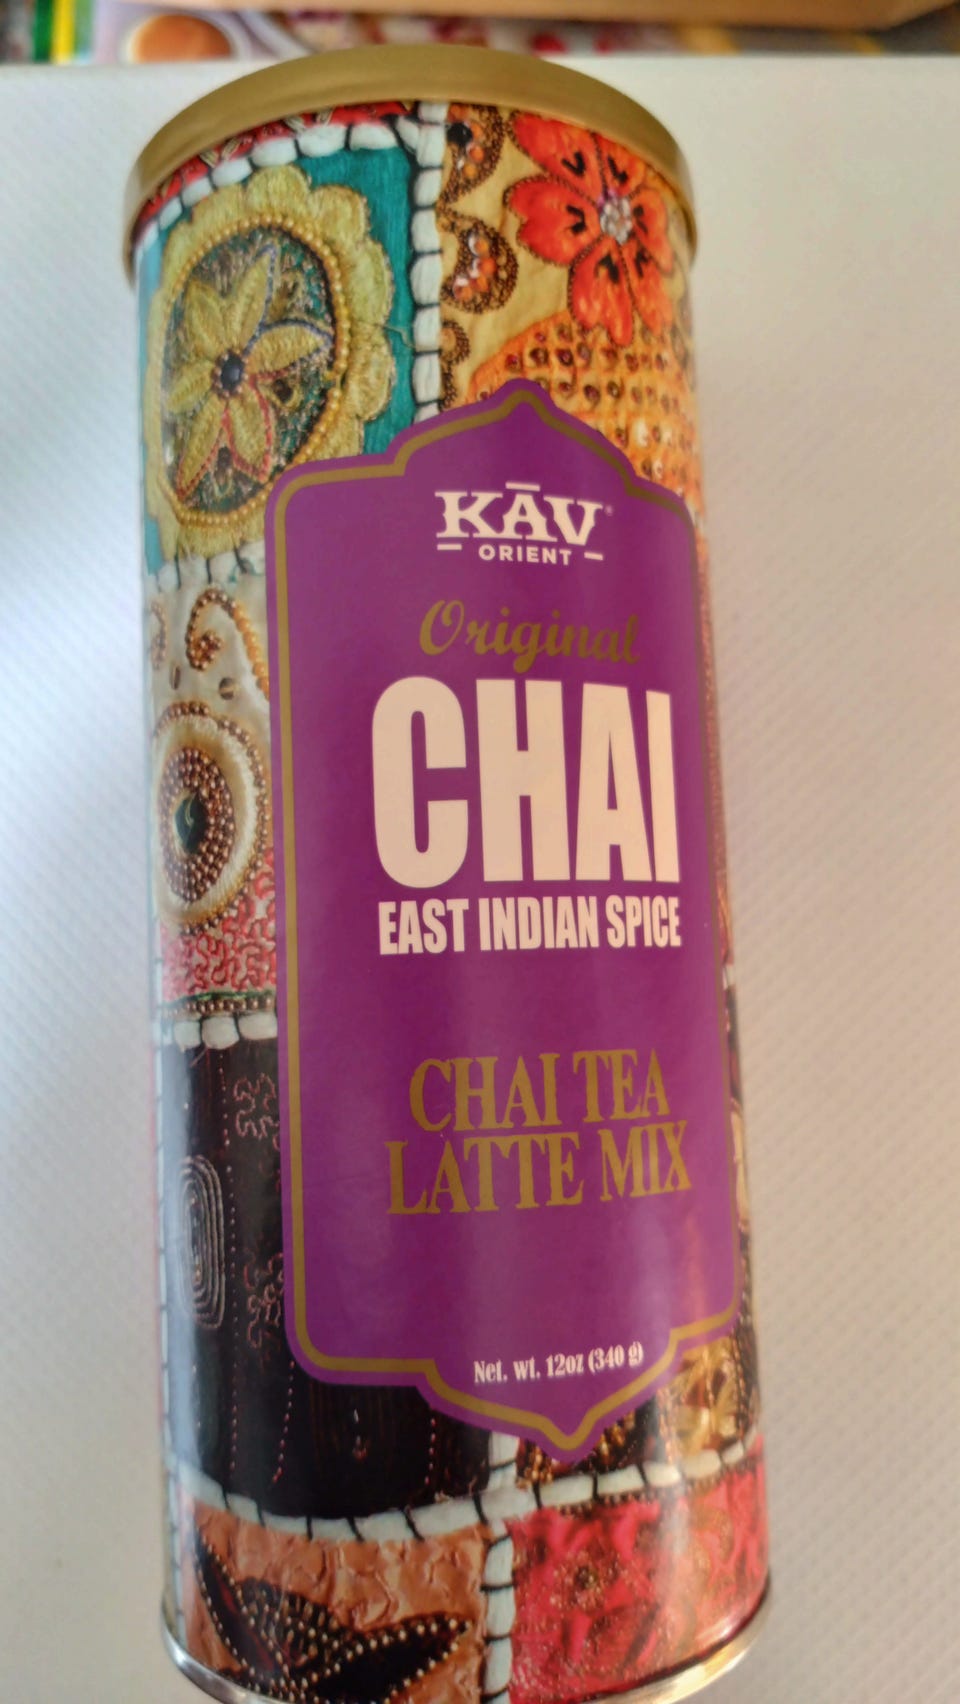 KĀV®
ORIENT
Original
CHAI
EAST INDIAN SPICE
CHAI TEA
LATTE MIX
Net. wt. 12oz (340 g)